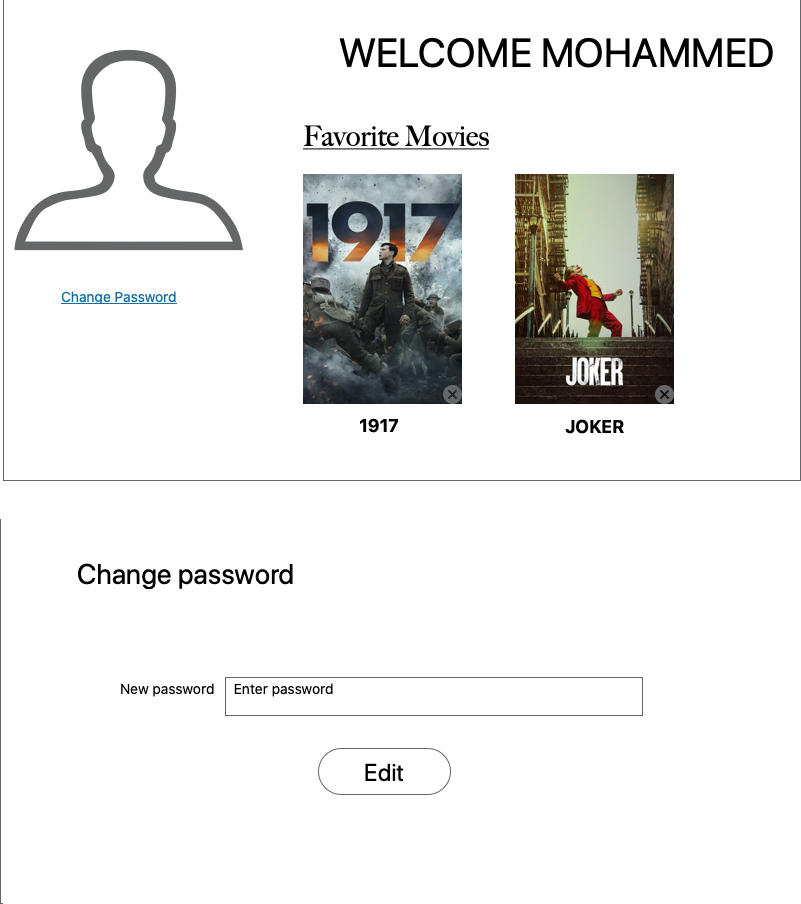 WELCOME MOHAMMED
Favorite Movies
1917
JOKER
Change Password
1917
JOKER
Change password
New password
Enter password
Edit